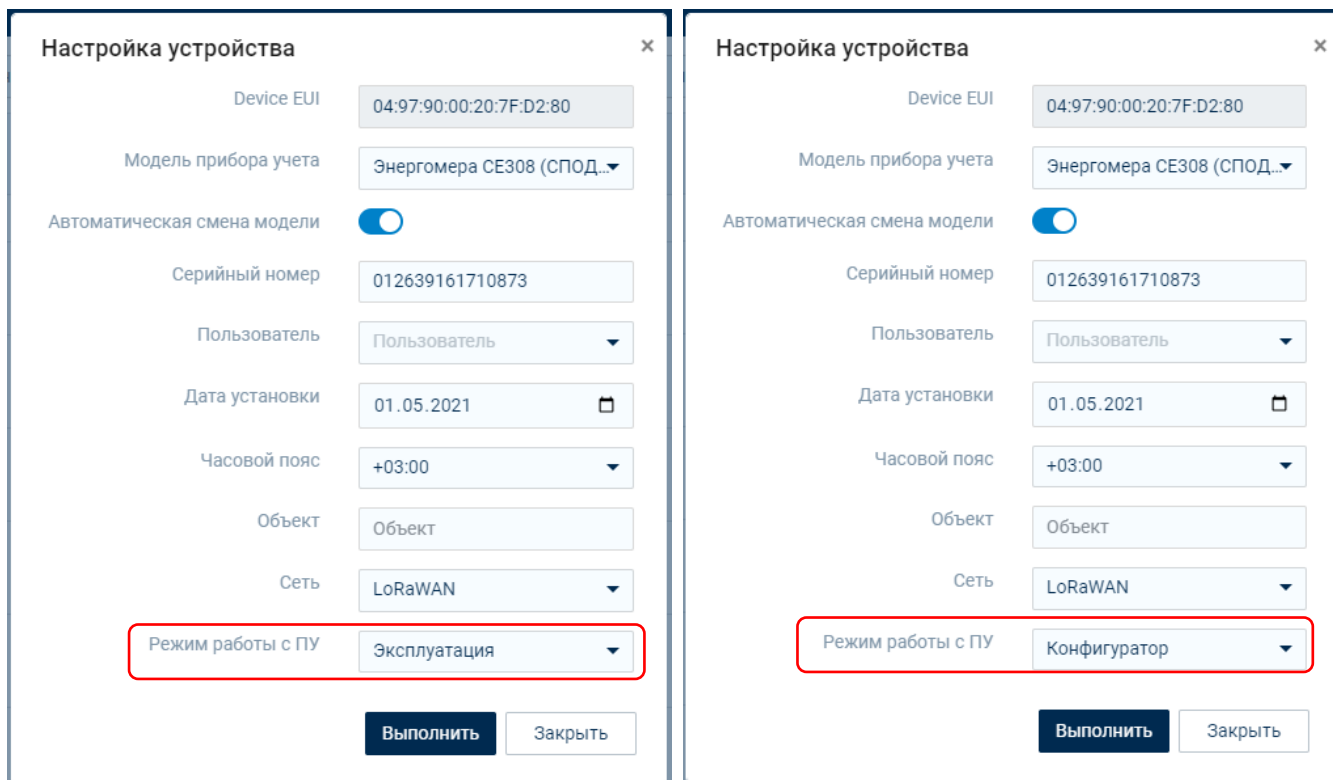 Настройка устройства ×
Device EUI 04:97:90:00:20:7F:D2:80
Модель прибора учета Энергомера CE308 (СПОД...
Автоматическая смена модели
Серийный номер 012639161710873
Пользователь Пользователь
Дата установки 01.05.2021
Часовой пояс +03:00
Объект Объект
Сеть LoRaWAN
Режим работы с ПУ Эксплуатация
Выполнить Закрыть
Настройка устройства ×
Device EUI 04:97:90:00:20:7F:D2:80
Модель прибора учета Энергомера CE308 (СПОД...
Автоматическая смена модели
Серийный номер 012639161710873
Пользователь Пользователь
Дата установки 01.05.2021
Часовой пояс +03:00
Объект Объект
Сеть LoRaWAN
Режим работы с ПУ Конфигуратор
Выполнить Закрыть